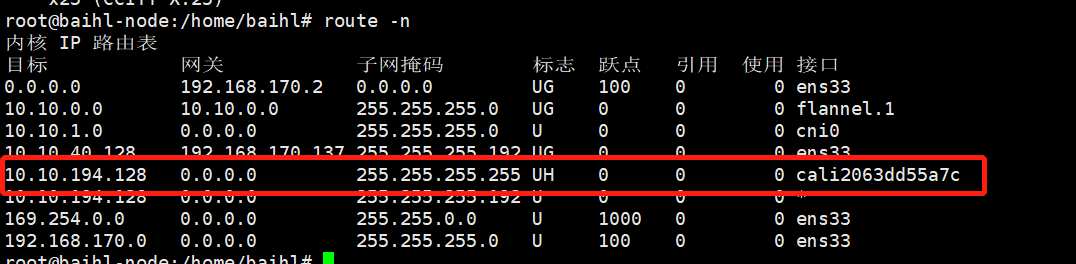 x25 (CCITT X.25)
root@baihl-node:/home/baihl# route -n
内核 IP 路由表
目标 网关 子网掩码 标志 跃点 引用 使用 接口
0.0.0.0 192.168.170.2 0.0.0.0 UG 100 0 0 ens33
10.10.0.0 10.10.0.0 255.255.255.0 UG 0 0 0 flannel.1
10.10.1.0 0.0.0.0 255.255.255.0 U 0 0 0 cni0
10.10.40.128 192.168.170.137 255.255.255.192 UG 0 0 0 ens33
10.10.194.128 0.0.0.0 255.255.255.255 UH 0 0 0 cali2063dd55a7c
10.10.194.128 0.0.0.0 255.255.255.192 U 0 0 0 *
169.254.0.0 0.0.0.0 255.255.0.0 U 1000 0 0 ens33
192.168.170.0 0.0.0.0 255.255.255.0 U 100 0 0 ens33
root@baihl-node:/home/baihl#